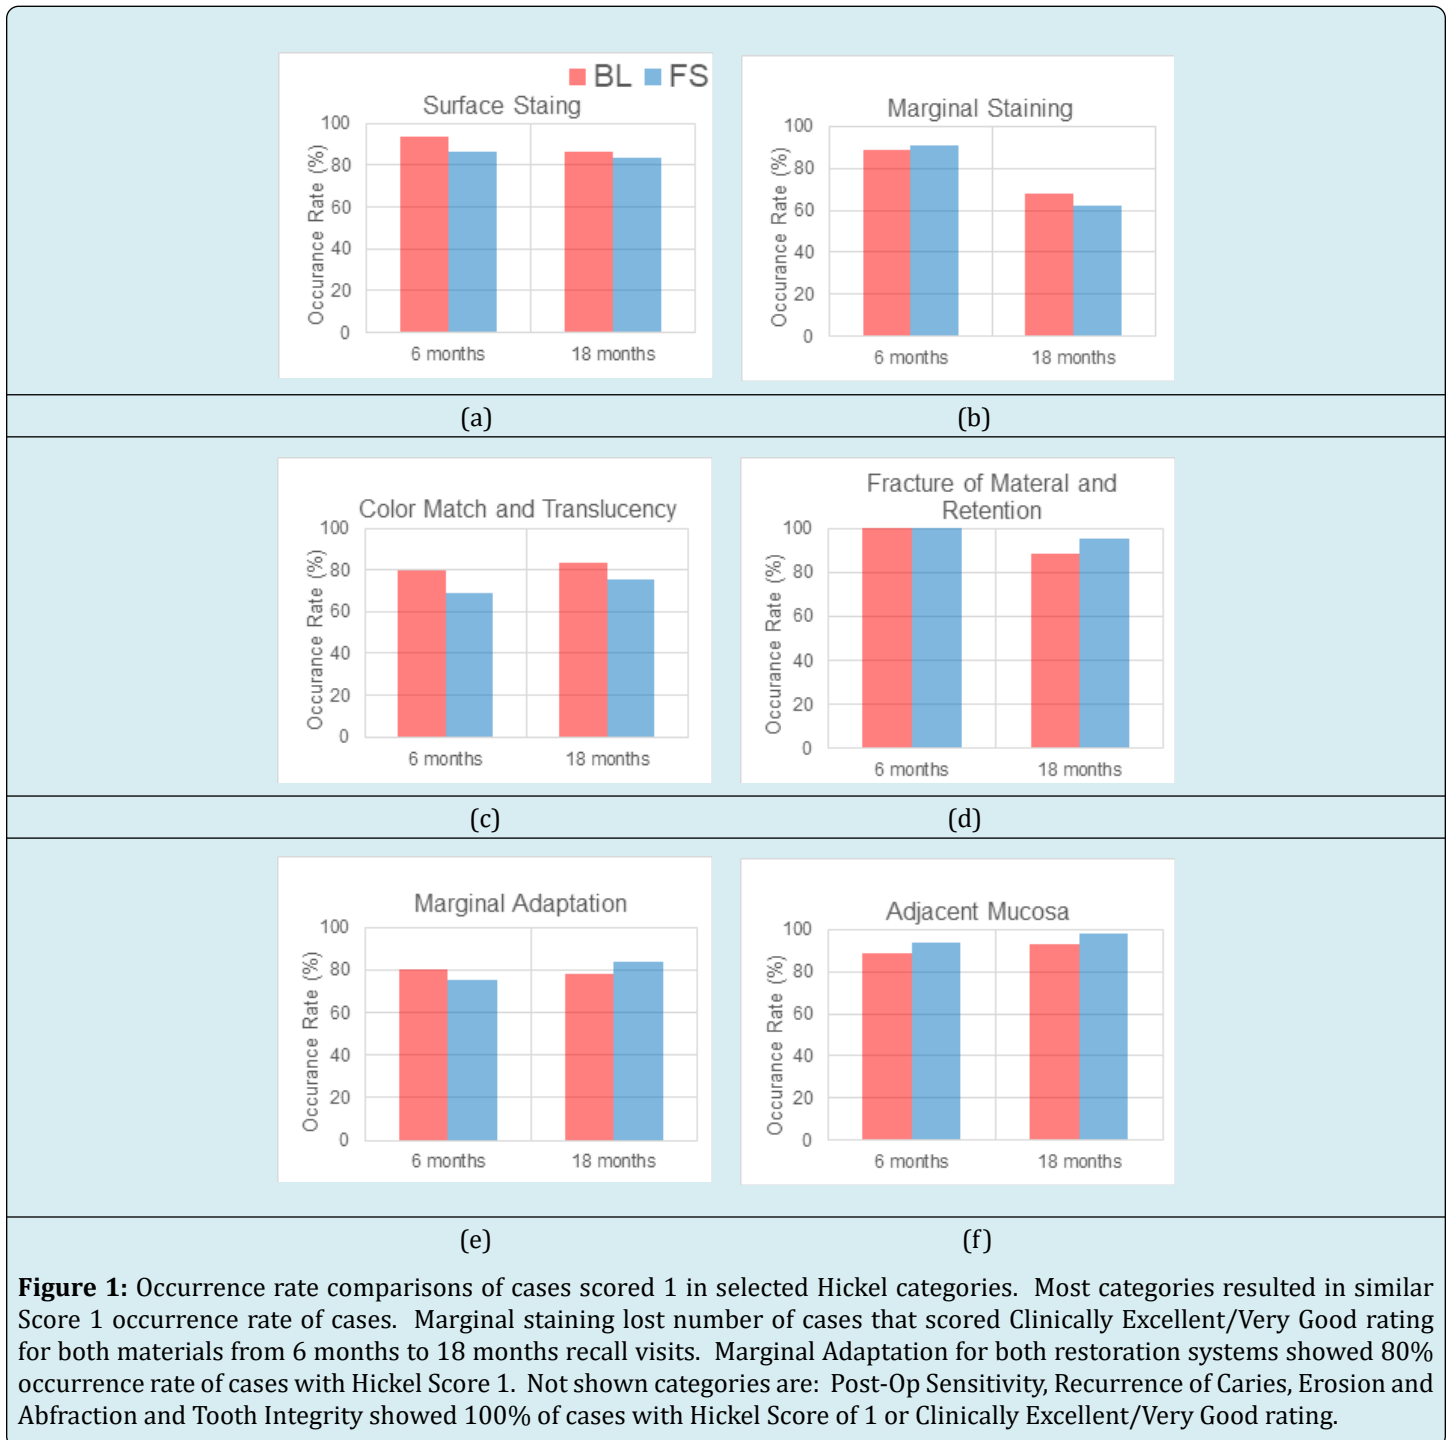 BL FS
Surface Staing
Occurance Rate (%)
100
80
60
40
20
0
6 months 18 months
Marginal Staining
Occurance Rate (%)
100
80
60
40
20
0
6 months 18 months
(a) (b)
Color Match and Translucency
Occurance Rate (%)
100
80
60
40
20
0
6 months 18 months
Fracture of Materal and
Retention
Occurance Rate (%)
100
80
60
40
20
0
6 months 18 months
(c) (d)
Marginal Adaptation
Occurance Rate (%)
100
80
60
40
20
0
6 months 18 months
Adjacent Mucosa
Occurance Rate (%)
100
80
60
40
20
0
6 months 18 months
(e) (f)
Figure 1: Occurrence rate comparisons of cases scored 1 in selected Hickel categories. Most categories resulted in similar
Score 1 occurrence rate of cases. Marginal staining lost number of cases that scored Clinically Excellent/Very Good rating
for both materials from 6 months to 18 months recall visits. Marginal Adaptation for both restoration systems showed 80%
occurrence rate of cases with Hickel Score 1. Not shown categories are: Post-Op Sensitivity, Recurrence of Caries, Erosion and
Abfraction and Tooth Integrity showed 100% of cases with Hickel Score of 1 or Clinically Excellent/Very Good rating.